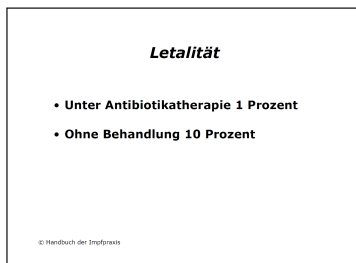 Letalität
• Unter Antibiotikatherapie 1 Prozent
• Ohne Behandlung 10 Prozent
© Handbuch der Impfpraxis